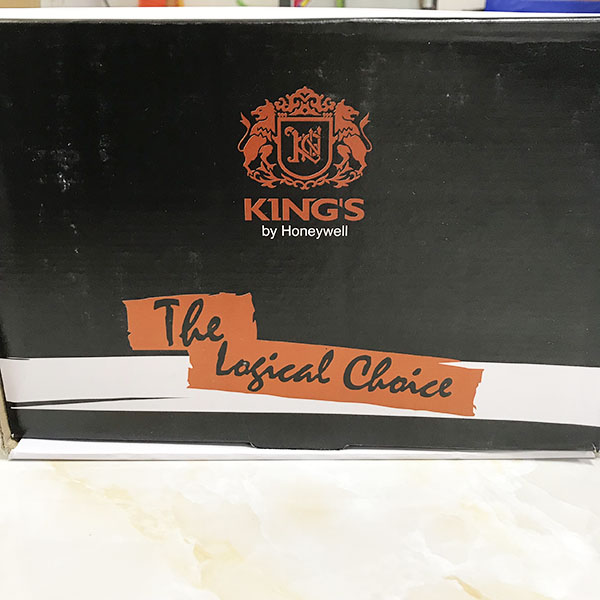 KING'S
by Honeywell
The
Logical Choice